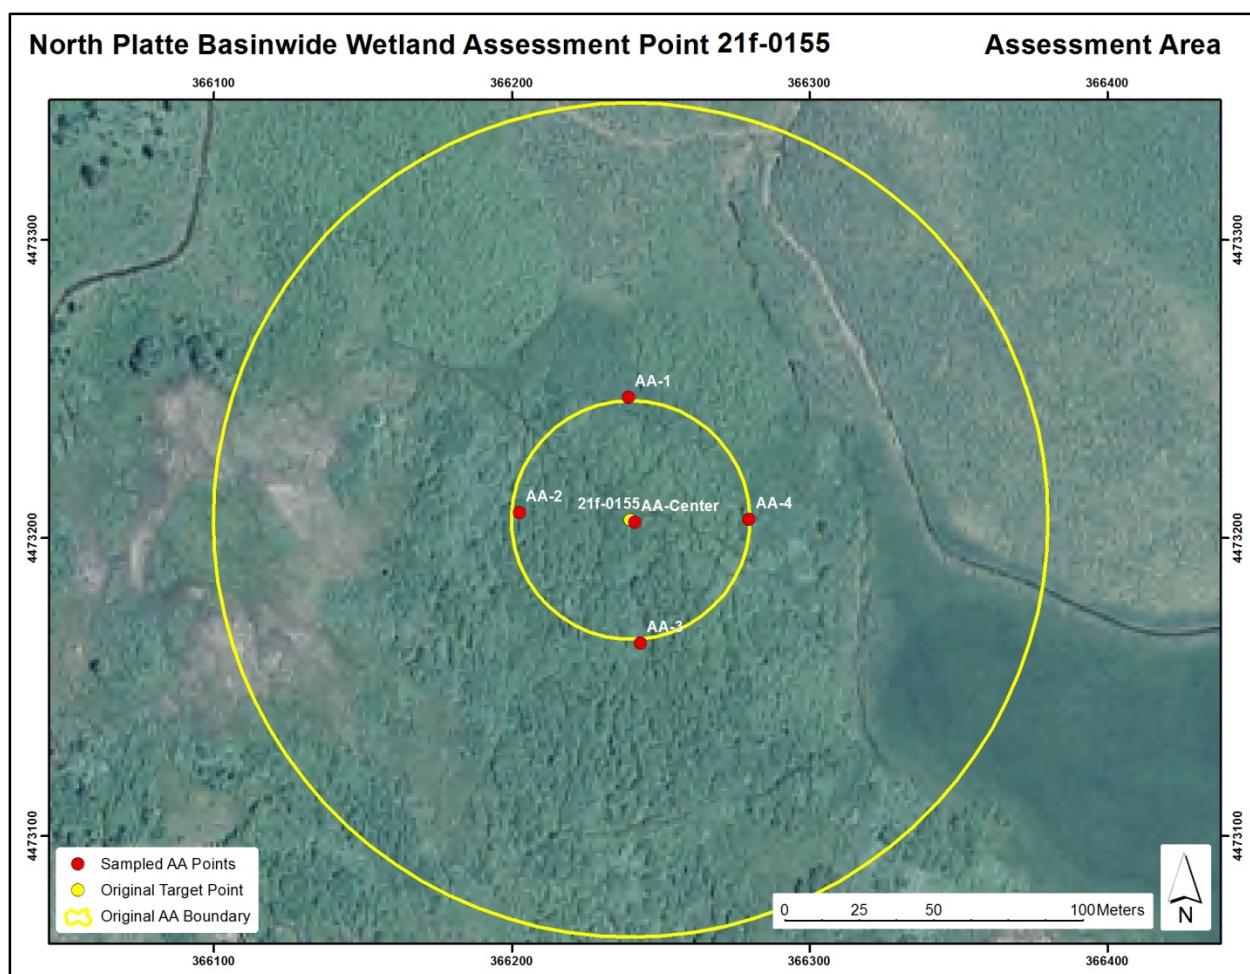 North Platte Basinwide Wetland Assessment Point 21f-0155 Assessment Area
366100 366200 366300 366400
4473300 4473300
AA-1
AA-2 21f-0155 AA-Center AA-4
4473200 4473200
AA-3
4473100 4473100
Sampled AA Points
Original Target Point
Original AA Boundary
0 25 50 100 Meters
N
366100 366200 366300 366400